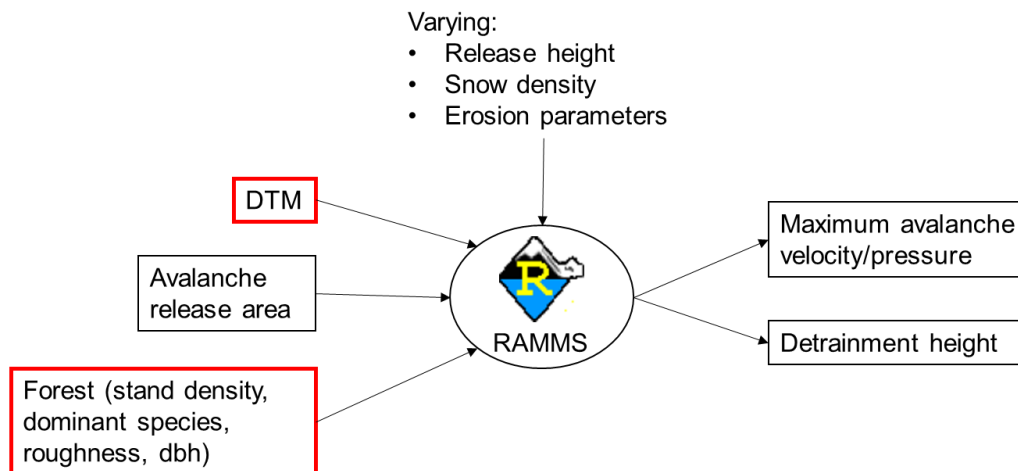 Varying:
• Release height
• Snow density
• Erosion parameters
DTM
Avalanche
release area
Forest (stand density,
dominant species,
roughness, dbh)
R
RAMMS
Maximum avalanche
velocity/pressure
Detrainment height